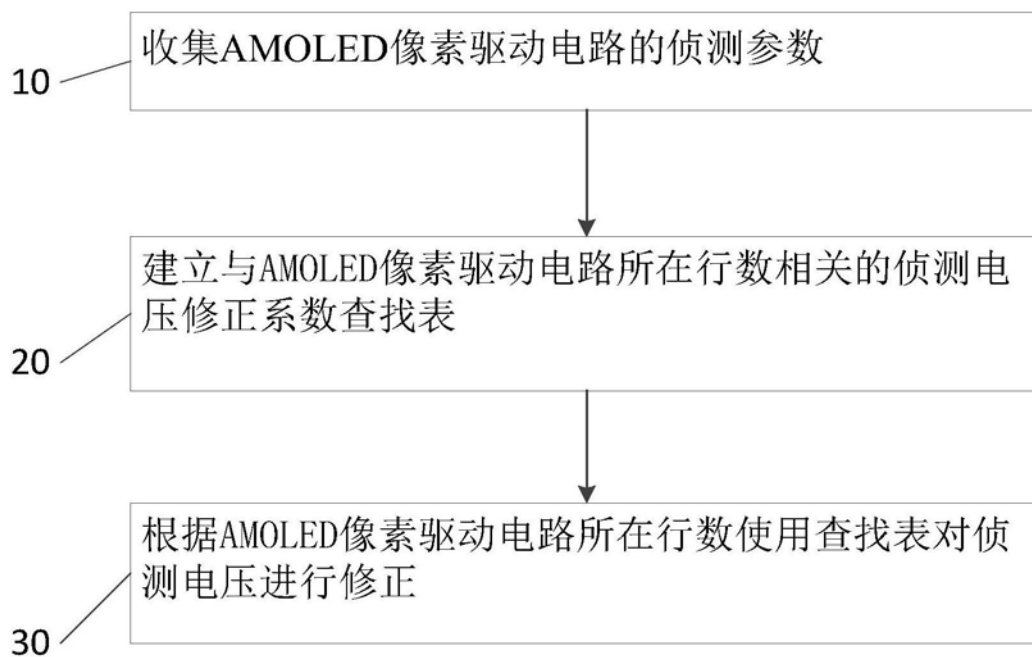 收集AMOLED像素驱动电路的侦测参数
10
建立与AMOLED像素驱动电路所在行数相关的侦测电
压修正系数查找表
20
根据AMOLED像素驱动电路所在行数使用查找表对侦
测电压进行修正
30